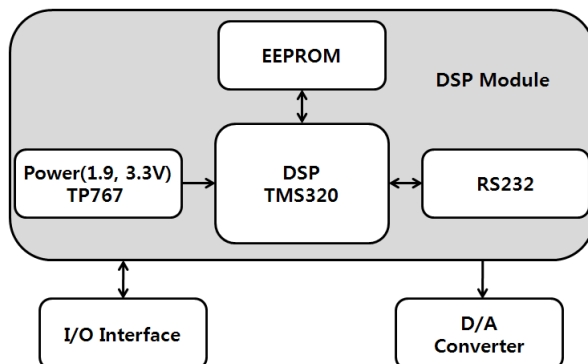 EEPROM
DSP Module
Power(1.9, 3.3V)
TP767
DSP
TMS320
RS232
I/O Interface
D/A
Converter